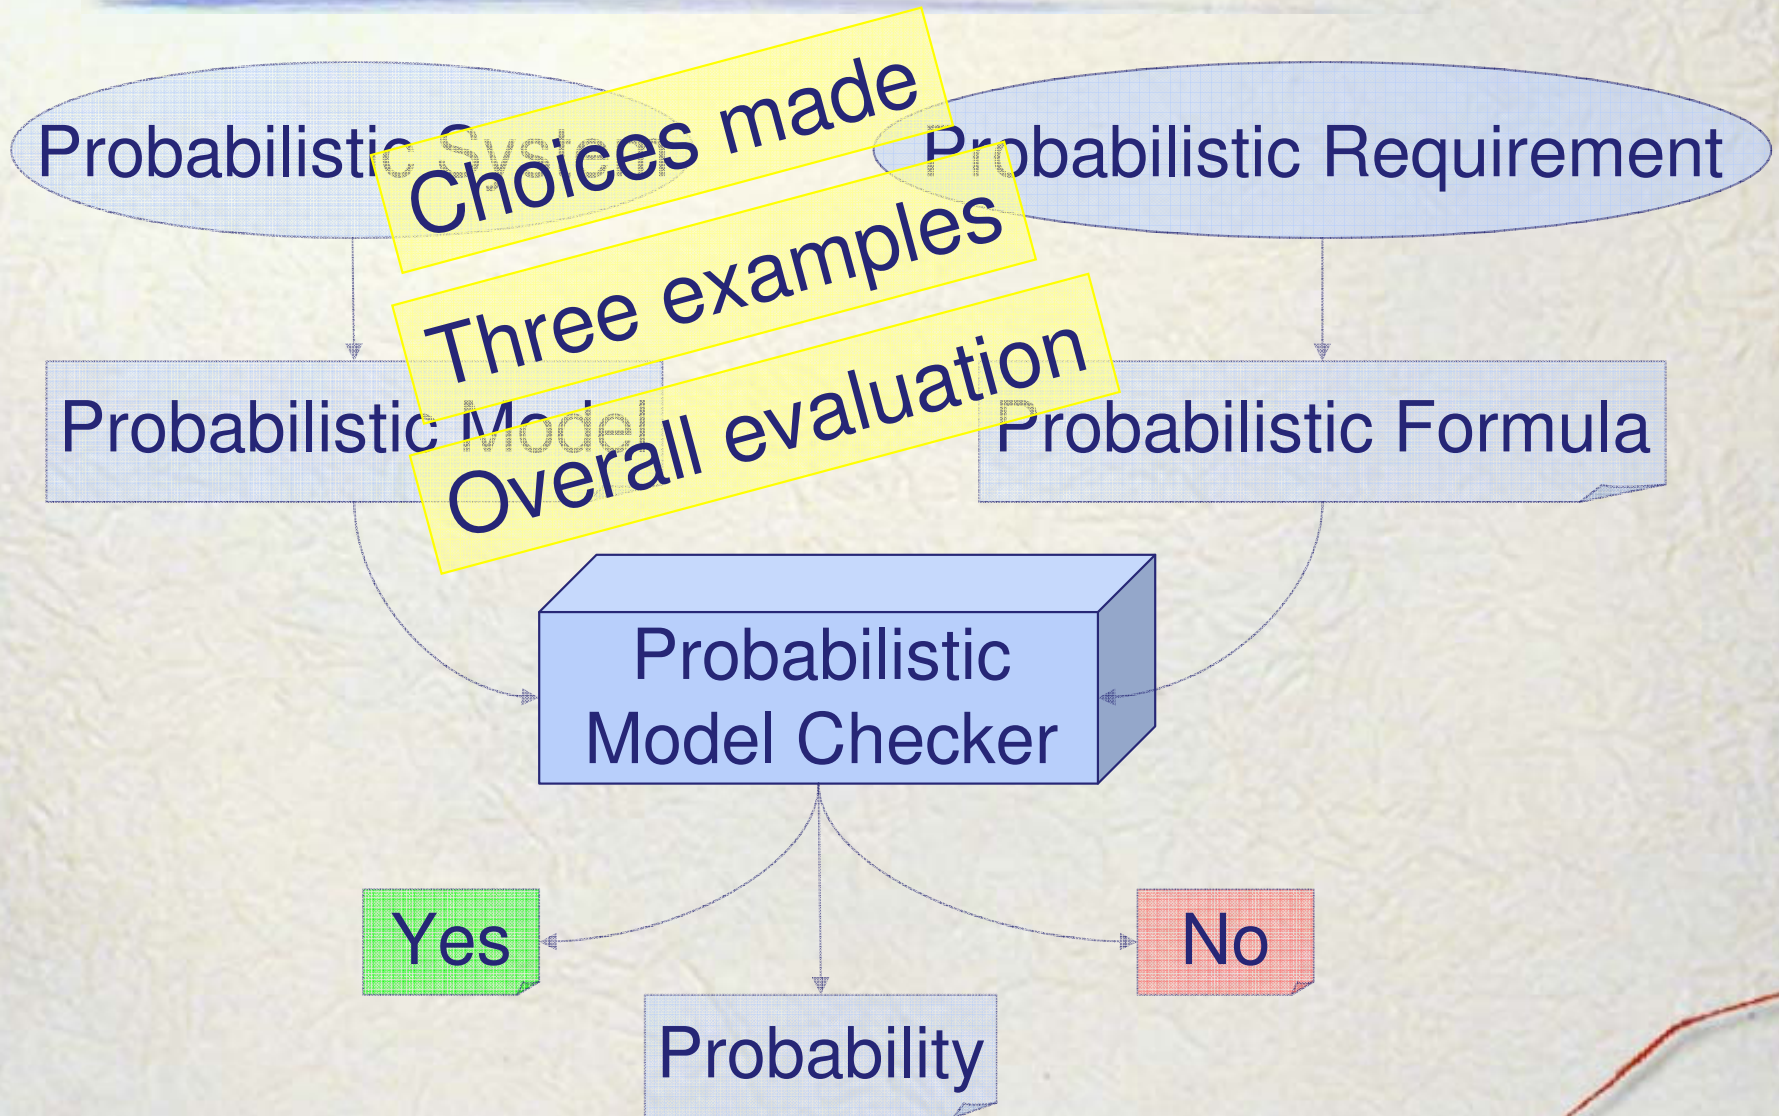 Probabilistic System
Probabilistic Requirement
Choices made
Three examples
Overall evaluation
Probabilistic Model
Probabilistic Formula
Probabilistic
Model Checker
Yes
No
Probability